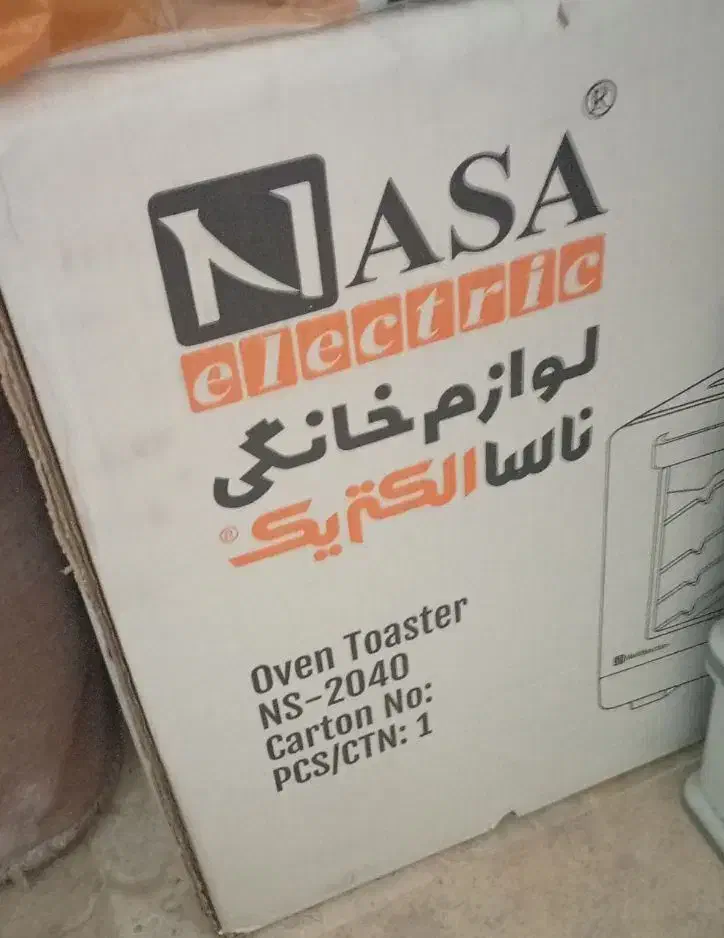 NASA
®
electric
لوازم خانگی
ناسا الکتریک
®
Oven Toaster
NS-2040
Carton No:
PCS/CTN: 1